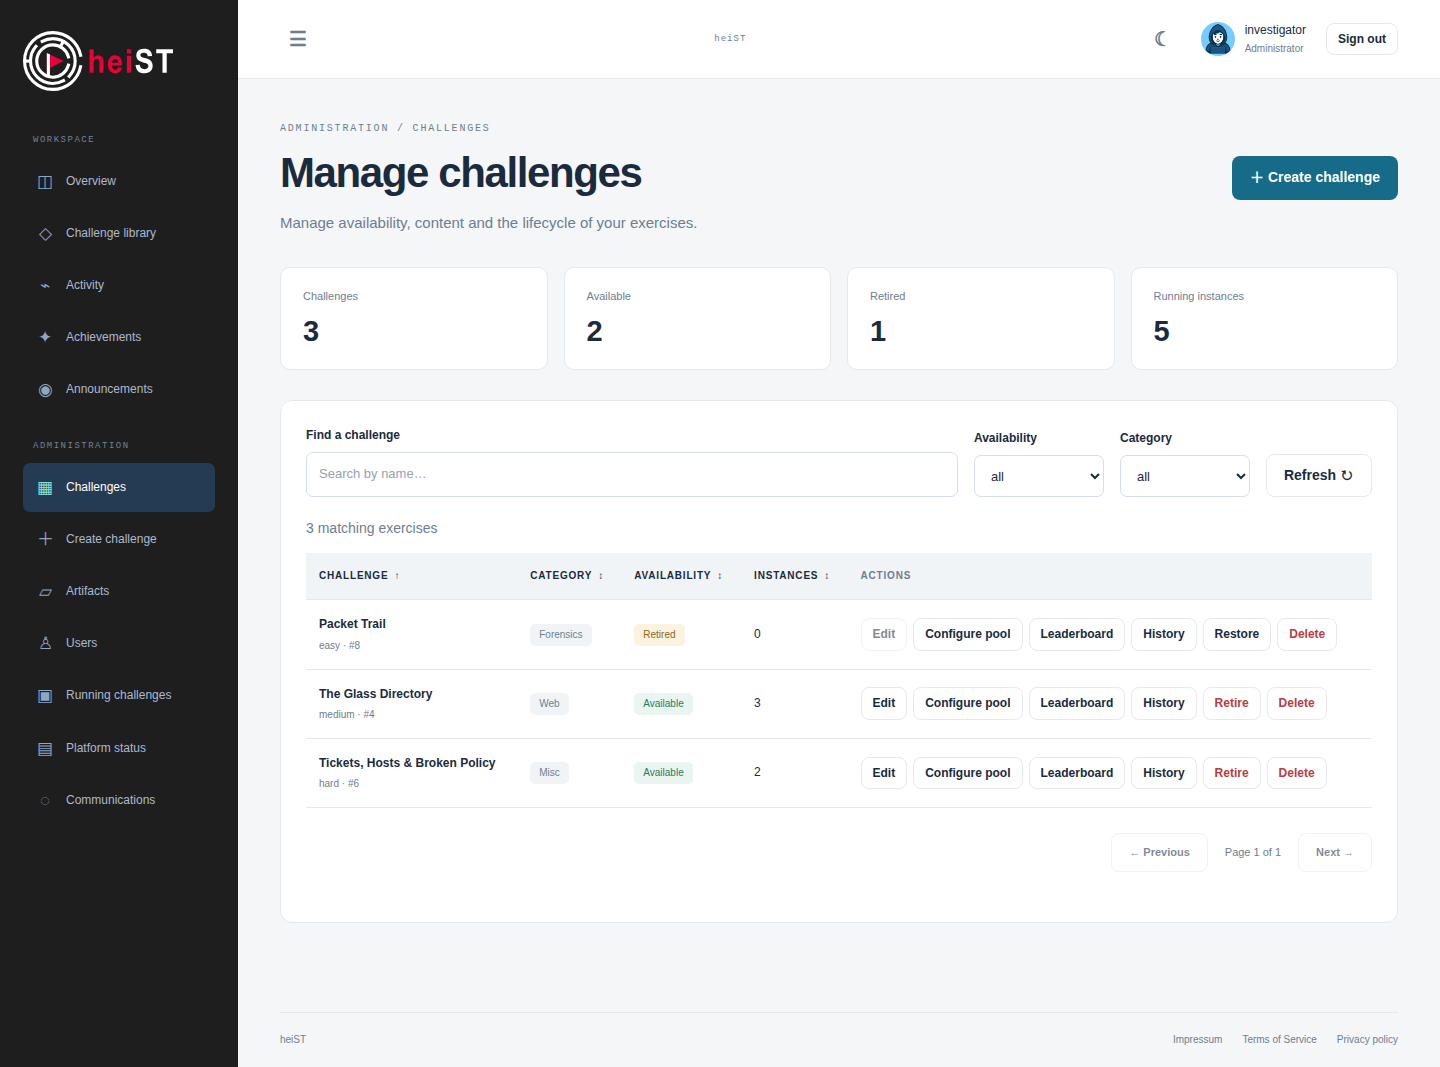 heiST
WORKSPACE
Overview
Challenge library
Activity
Achievements
Announcements
ADMINISTRATION
Challenges
Create challenge
Artifacts
Users
Running challenges
Platform status
Communications
heiST
investigator
Administrator
Sign out
ADMINISTRATION / CHALLENGES
Manage challenges
+ Create challenge
Manage availability, content and the lifecycle of your exercises.
Challenges
3
Available
2
Retired
1
Running instances
5
Find a challenge
Search by name…
Availability
all
Category
all
Refresh ↻
3 matching exercises
CHALLENGE ↑ CATEGORY ↕ AVAILABILITY ↕ INSTANCES ↕ ACTIONS
Packet Trail
easy · #8
Forensics Retired 0 Edit Configure pool Leaderboard History Restore Delete
The Glass Directory
medium · #4
Web Available 3 Edit Configure pool Leaderboard History Retire Delete
Tickets, Hosts & Broken Policy
hard · #6
Misc Available 2 Edit Configure pool Leaderboard History Retire Delete
← Previous Page 1 of 1 Next →
heiST
Impressum Terms of Service Privacy policy